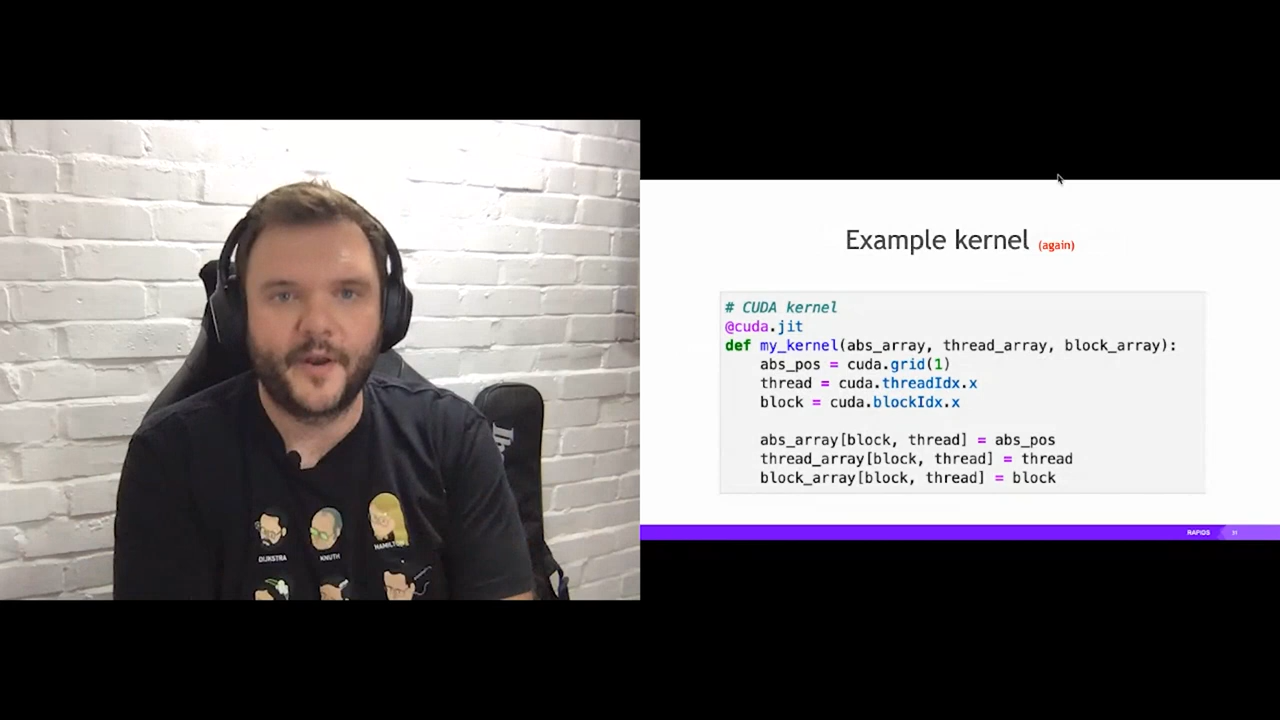 DIJKSTRA
KNUTH
Example kernel (again)
# CUDA kernel
@cuda.jit
def my_kernel(abs_array, thread_array, block_array):
    abs_pos = cuda.grid(1)
    thread = cuda.threadIdx.x
    block = cuda.blockIdx.x
    abs_array[block, thread] = abs_pos
    thread_array[block, thread] = thread
    block_array[block, thread] = block
RAPIDS
31